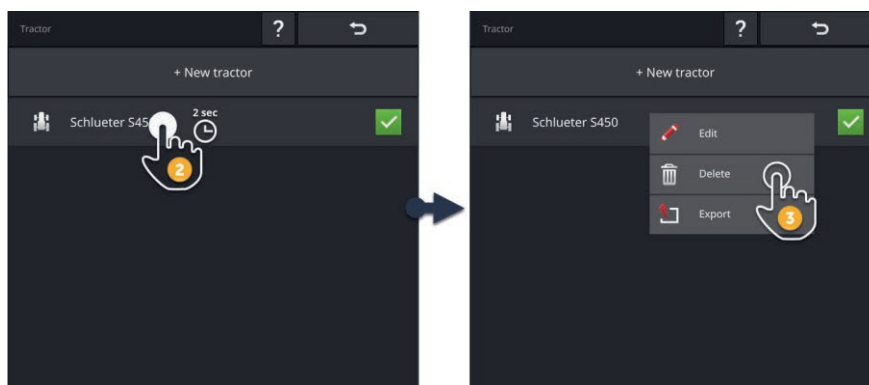 Tractor ?
+ New tractor
Schlueter S45
2 sec
2
Tractor ?
+ New tractor
Schlueter S450
Edit
Delete
3
Export